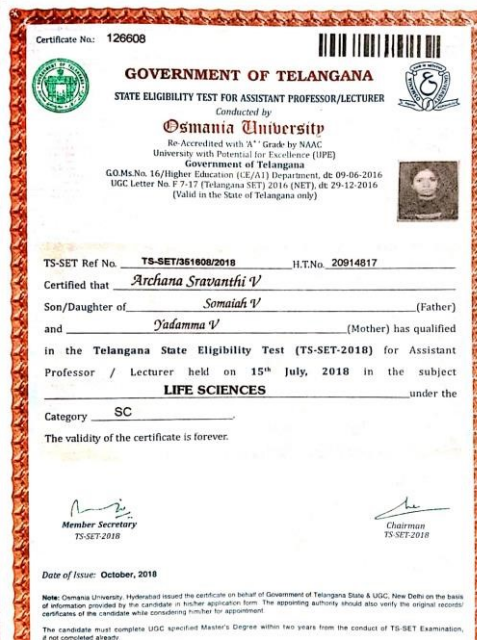 Certificate No.: 126608
GOVERNMENT OF TELANGANA
STATE ELIGIBILITY TEST FOR ASSISTANT PROFESSOR/LECTURER
Conducted by
Osmania University
Re-Accredited with 'A+' Grade by NAAC
University with Potential for Excellence (UPE)
Government of Telangana
G.O.Ms.No. 16/Higher Education (CE/A1) Department, dt: 09-06-2016
UGC Letter No. F 7-17 (Telangana SET) 2016 (NET), dt: 29-12-2016
(Valid in the State of Telangana only)
TS-SET Ref No. TS-SET/351608/2018 H.T.No. 20914817
Certified that Archana Sravanthi V
Son/Daughter of Somaiah V (Father)
and Yadamma V (Mother) has qualified
in the Telangana State Eligibility Test (TS-SET-2018) for Assistant
Professor / Lecturer held on 15th July, 2018 in the subject
LIFE SCIENCES under the
Category SC.
The validity of the certificate is forever.
Member Secretary
TS-SET-2018
Chairman
TS-SET-2018
Date of Issue: October, 2018
Note: Osmania University, Hyderabad issued the certificate on behalf of Government of Telangana State & UGC, New Delhi on the basis
of information provided by the candidate in his/her application form. The appointing authority should also verify the original records/
certificates of the candidate while considering him/her for appointment.
The candidate must complete UGC specified Master's Degree within two years from the conduct of TS-SET Examination,
if not completed already.